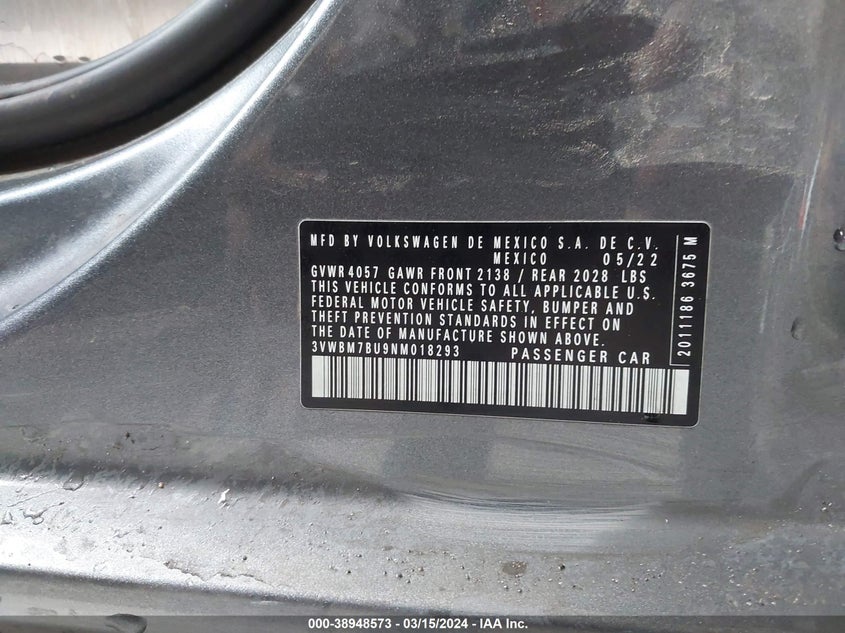 MFD BY VOLKSWAGEN DE MEXICO S.A. DE C.V.
MEXICO 05/22
GVWR 4057 GAWR FRONT 2138 / REAR 2028 LBS
THIS VEHICLE CONFORMS TO ALL APPLICABLE U.S.
FEDERAL MOTOR VEHICLE SAFETY, BUMPER AND
THEFT PREVENTION STANDARDS IN EFFECT ON
THE DATE OF MANUFACTURE SHOWN ABOVE.
3VWBM7BU9NM018293 PASSENGER CAR
2011186 3675 M
000-38948573 - 03/15/2024 - IAA Inc.